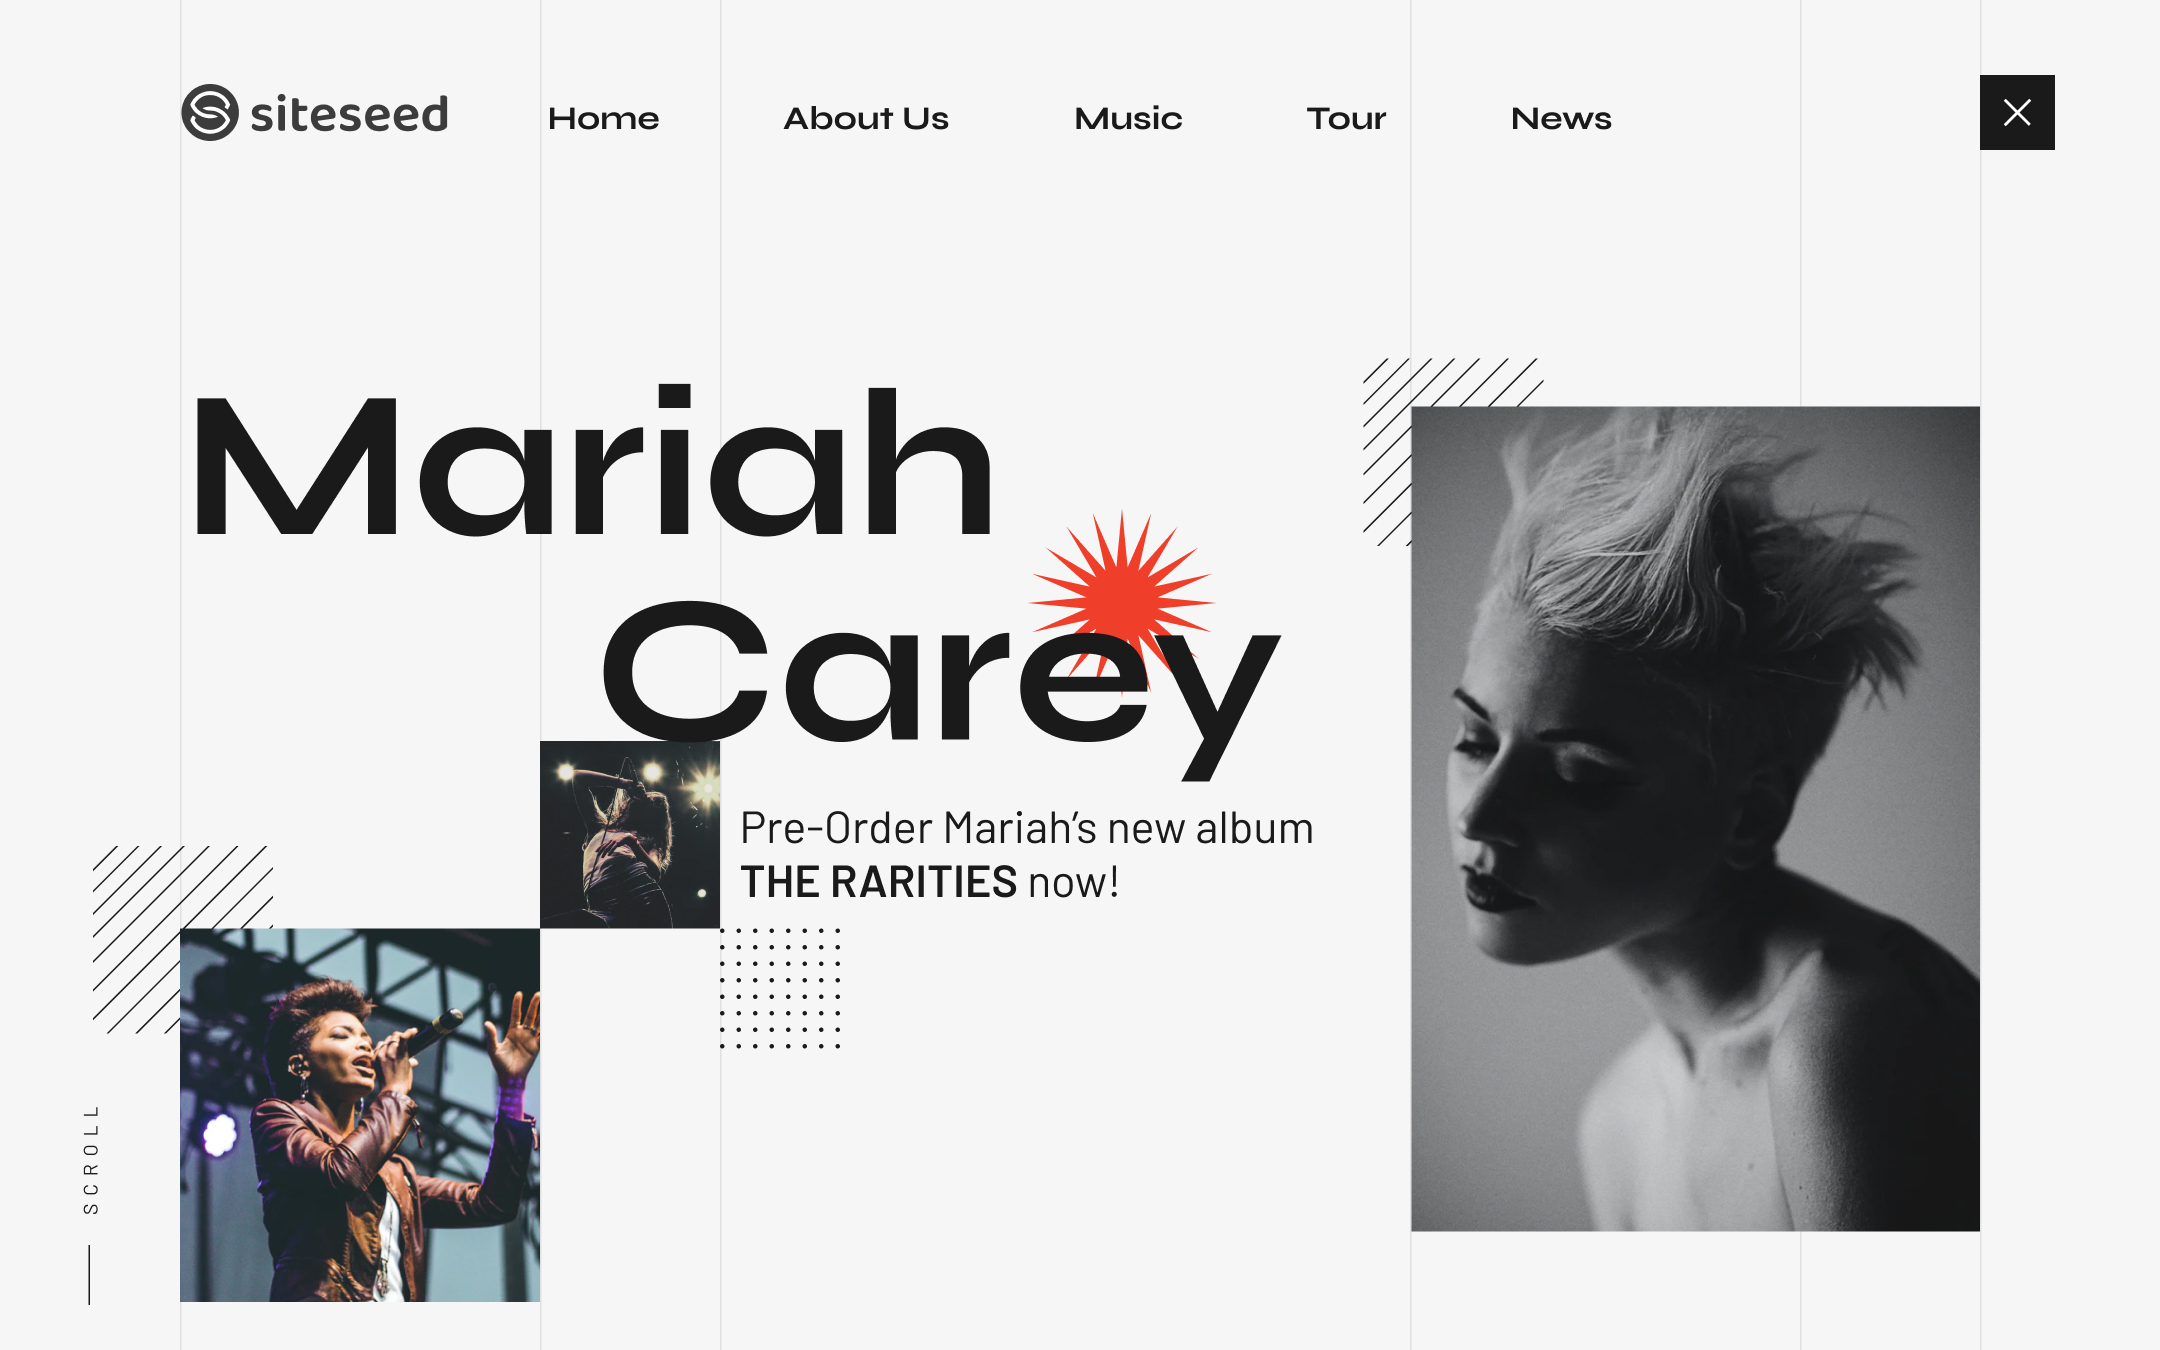 siteseed
Home
About Us
Music
Tour
News
Mariah
Carey
Pre-Order Mariah’s new album
THE RARITIES now!
SCROLL